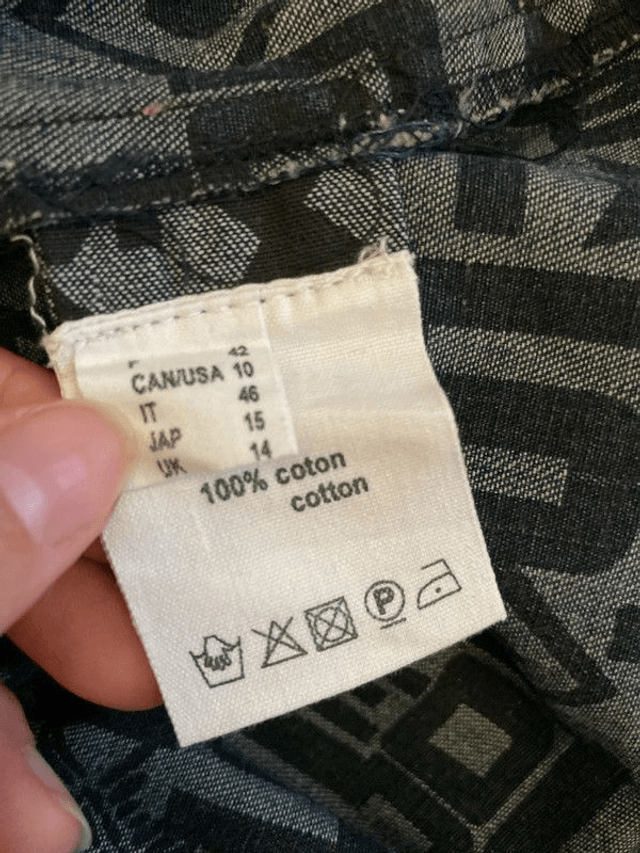 F 42
CAN/USA 10
IT 46
JAP 15
UK 14
100% coton
cotton
P